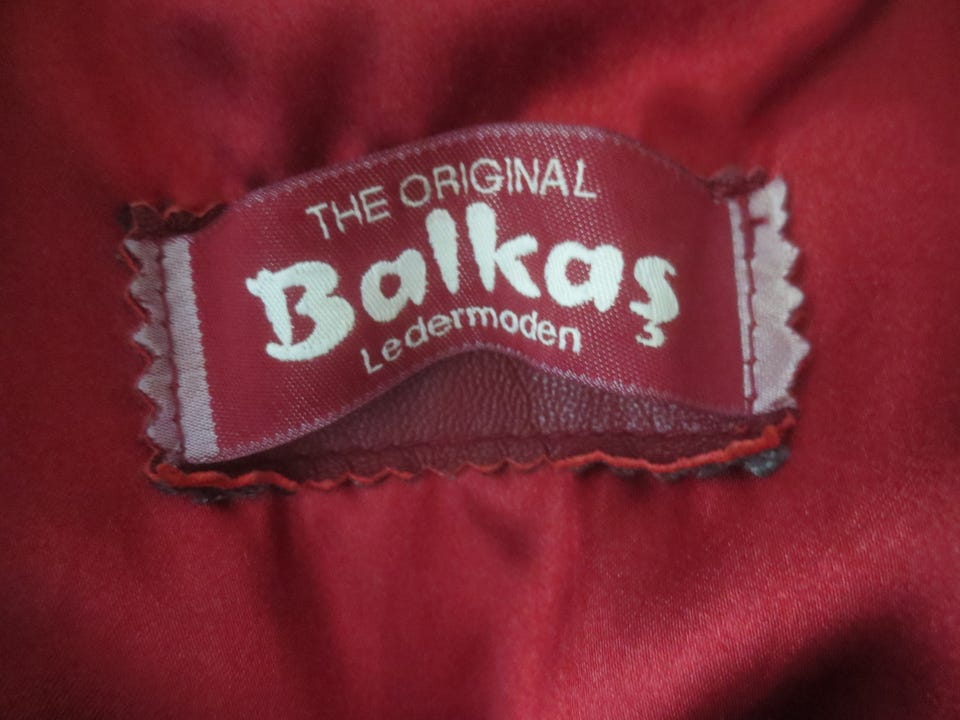 THE ORIGINAL
Balkaş
Ledermoden